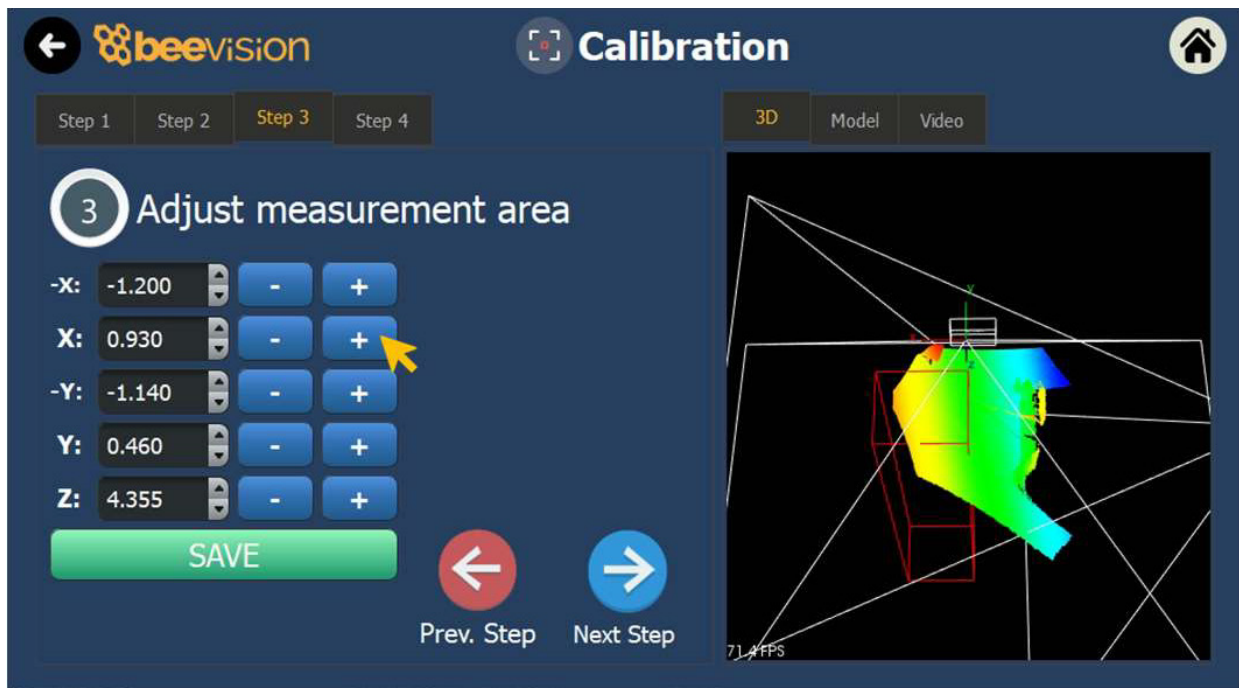 beevision
Calibration
Step 1 Step 2 Step 3 Step 4
3D Model Video
3 Adjust measurement area
-X: -1.200 - +
X: 0.930 - +
-Y: -1.140 - +
Y: 0.460 - +
Z: 4.355 - +
SAVE
Prev. Step Next Step
y
z
71.4 FPS